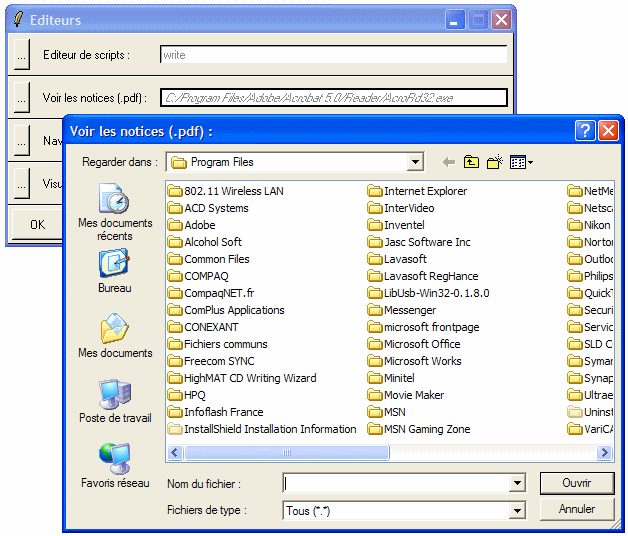 Editeurs
... Editeur de scripts : write
... Voir les notices (.pdf) : C:/Program Files/Adobe/Acrobat 5.0/Reader/AcroRd32.exe
... Nav
... Visu
OK
Voir les notices (.pdf) :
Regarder dans : Program Files
Mes documents
récents
Bureau
Mes documents
Poste de travail
Favoris réseau
802.11 Wireless LAN
ACD Systems
Adobe
Alcohol Soft
Common Files
COMPAQ
CompaqNET.fr
ComPlus Applications
CONEXANT
Fichiers communs
Freecom SYNC
HighMAT CD Writing Wizard
HPQ
Infoflash France
InstallShield Installation Information
Internet Explorer
InterVideo
Inventel
Jasc Software Inc
Lavasoft
Lavasoft RegHance
LibUsb-Win32-0.1.8.0
Messenger
microsoft frontpage
Microsoft Office
Microsoft Works
Minitel
Movie Maker
MSN
MSN Gaming Zone
NetMe
Netsca
Nikon
Norton
Outloo
Philips
QuickT
Securi
Servic
SLD C
Syman
Synap
Ultrae
Uninst
VariCA
Nom du fichier :
Ouvrir
Fichiers de type : Tous (*.*)
Annuler